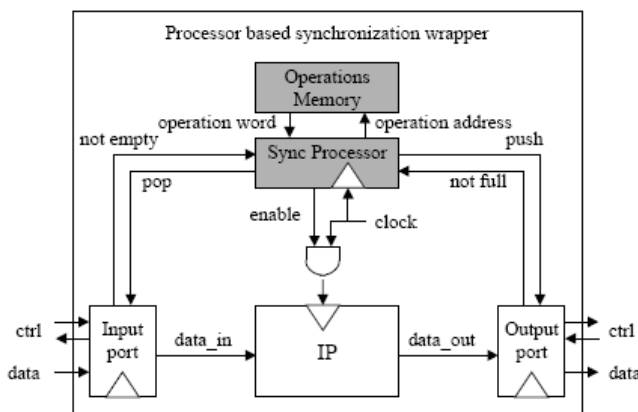 Processor based synchronization wrapper
Operations
Memory
operation word
operation address
not empty
push
Sync Processor
pop
not full
enable
clock
ctrl
Input
port
data_in
IP
data_out
Output
port
ctrl
data
data